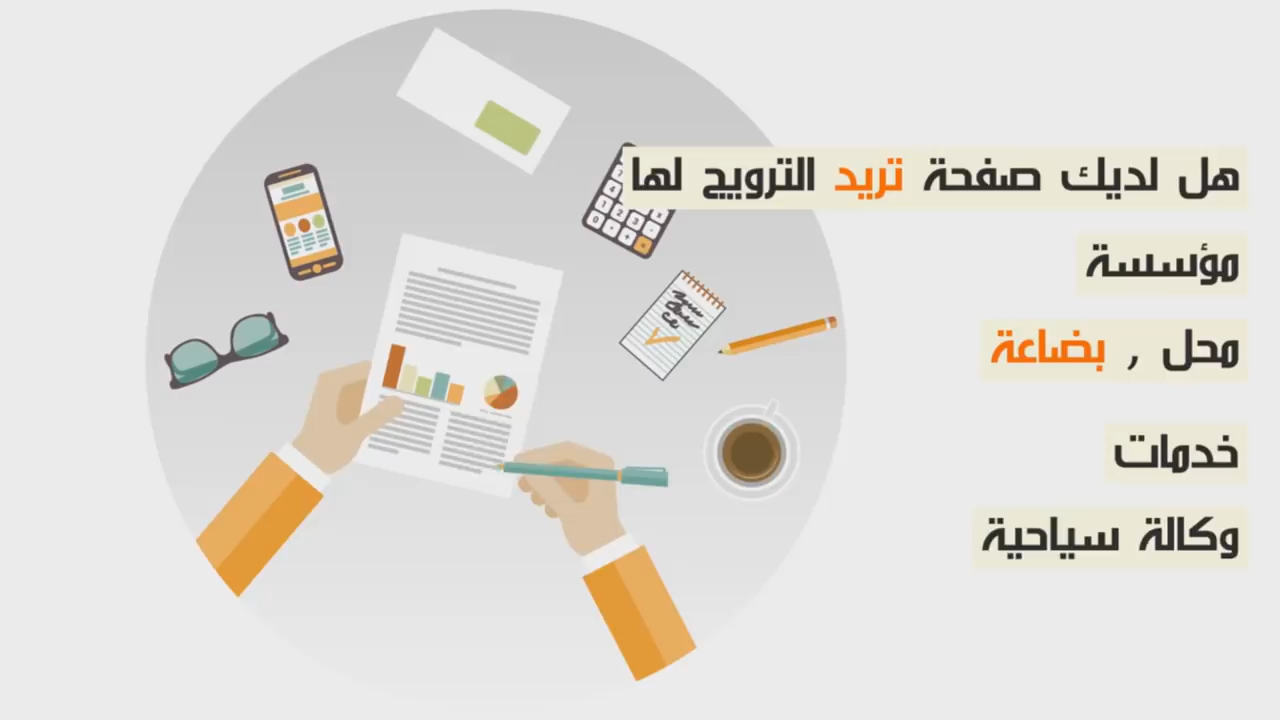 هل لديك صفحة تريد الترويج لها
مؤسسة
محل , بضاعة
خدمات
وكالة سياحية